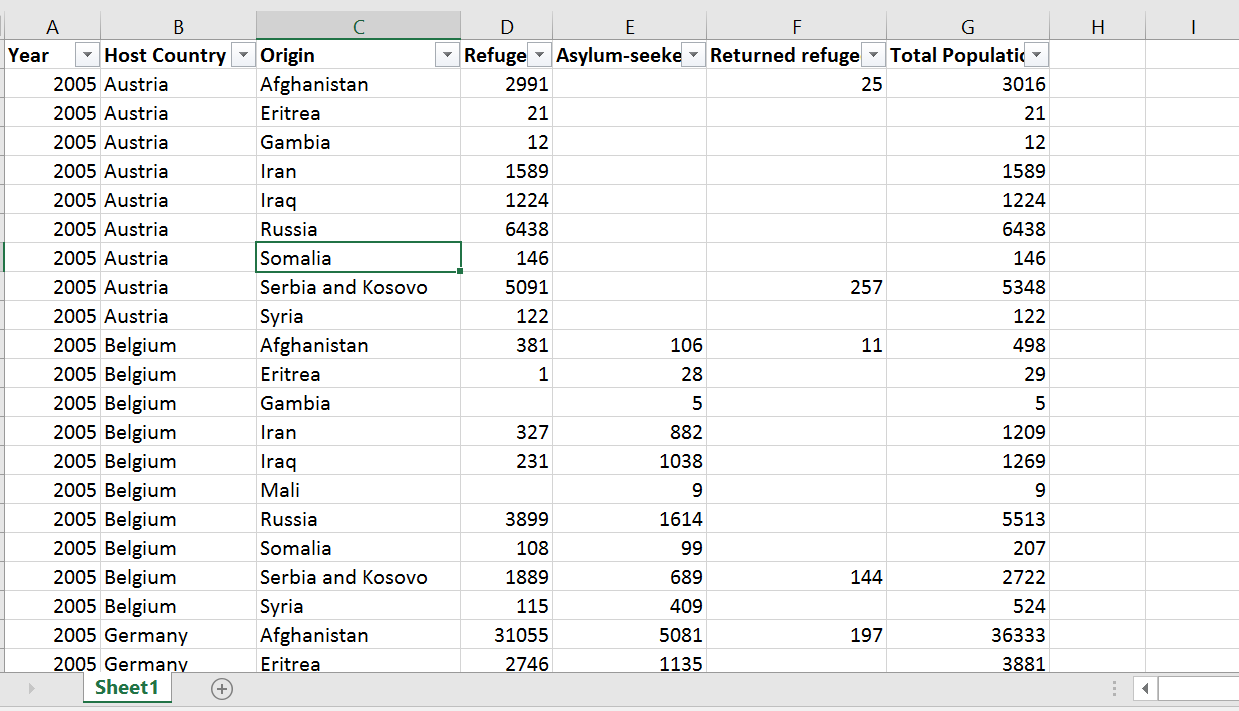 A B C D E F G H I
Year Host Country Origin Refuge Asylum-seeke Returned refuge Total Populatic
2005 Austria Afghanistan 2991 25 3016
2005 Austria Eritrea 21 21
2005 Austria Gambia 12 12
2005 Austria Iran 1589 1589
2005 Austria Iraq 1224 1224
2005 Austria Russia 6438 6438
2005 Austria Somalia 146 146
2005 Austria Serbia and Kosovo 5091 257 5348
2005 Austria Syria 122 122
2005 Belgium Afghanistan 381 106 11 498
2005 Belgium Eritrea 1 28 29
2005 Belgium Gambia 5 5
2005 Belgium Iran 327 882 1209
2005 Belgium Iraq 231 1038 1269
2005 Belgium Mali 9 9
2005 Belgium Russia 3899 1614 5513
2005 Belgium Somalia 108 99 207
2005 Belgium Serbia and Kosovo 1889 689 144 2722
2005 Belgium Syria 115 409 524
2005 Germany Afghanistan 31055 5081 197 36333
2005 Germany Eritrea 2746 1135 3881
Sheet1